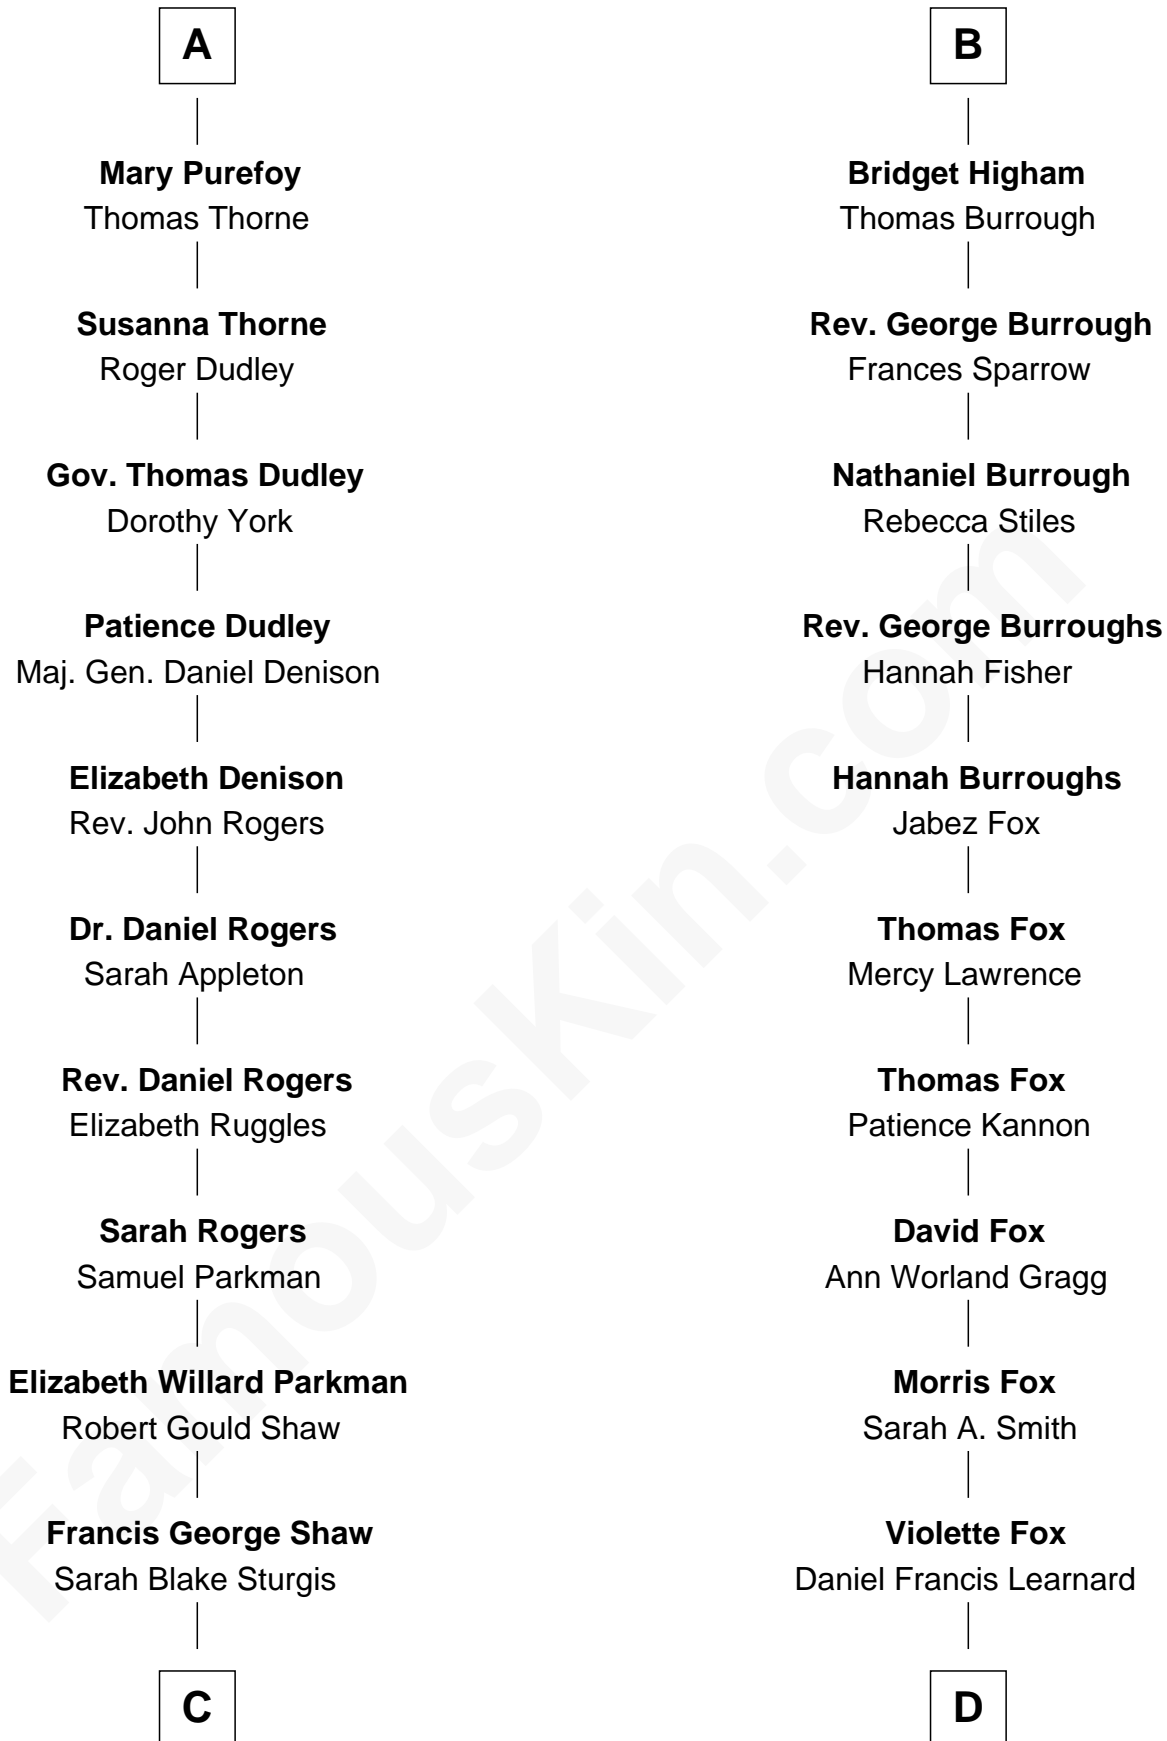 A
Mary Purefoy
Thomas Thorne
Susanna Thorne
Roger Dudley
Gov. Thomas Dudley
Dorothy York
Patience Dudley
Maj. Gen. Daniel Denison
Elizabeth Denison
Rev. John Rogers
Dr. Daniel Rogers
Sarah Appleton
Rev. Daniel Rogers
Elizabeth Ruggles
Sarah Rogers
Samuel Parkman
Elizabeth Willard Parkman
Robert Gould Shaw
Francis George Shaw
Sarah Blake Sturgis
C
B
Bridget Higham
Thomas Burrough
Rev. George Burrough
Frances Sparrow
Nathaniel Burrough
Rebecca Stiles
Rev. George Burroughs
Hannah Fisher
Hannah Burroughs
Jabez Fox
Thomas Fox
Mercy Lawrence
Thomas Fox
Patience Kannon
David Fox
Ann Worland Gragg
Morris Fox
Sarah A. Smith
Violette Fox
Daniel Francis Learnard
D
FamousKin.com